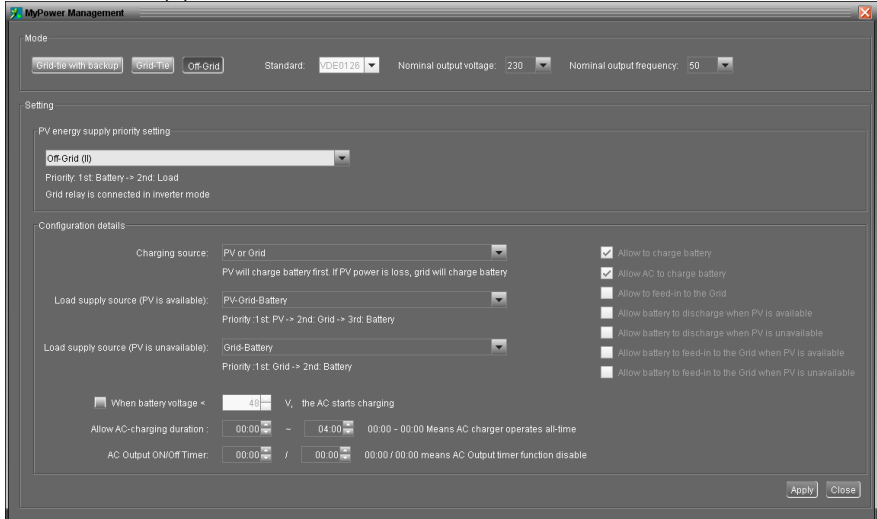 MyPower Management
Mode
Grid-tie with backup Grid-Tie Off-Grid Standard: VDE0126 Nominal output voltage: 230 Nominal output frequency: 50
Setting
PV energy supply priority setting
Off-Grid (II)
Priority: 1st: Battery -> 2nd: Load
Grid relay is connected in inverter mode
Configuration details
Charging source: PV or Grid
PV will charge battery first. If PV power is loss, grid will charge battery
Load supply source (PV is available): PV-Grid-Battery
Priority :1st: PV -> 2nd: Grid -> 3rd: Battery
Load supply source (PV is unavailable): Grid-Battery
Priority :1st: Grid -> 2nd: Battery
When battery voltage < 48 V, the AC starts charging
Allow AC-charging duration : 00:00 ~ 04:00 00:00 - 00:00 Means AC charger operates all-time
AC Output ON/Off Timer: 00:00 / 00:00 00:00 / 00:00 means AC Output timer function disable
Allow to charge battery
Allow AC to charge battery
Allow to feed-in to the Grid
Allow battery to discharge when PV is available
Allow battery to discharge when PV is unavailable
Allow battery to feed-in to the Grid when PV is available
Allow battery to feed-in to the Grid when PV is unavailable
Apply Close